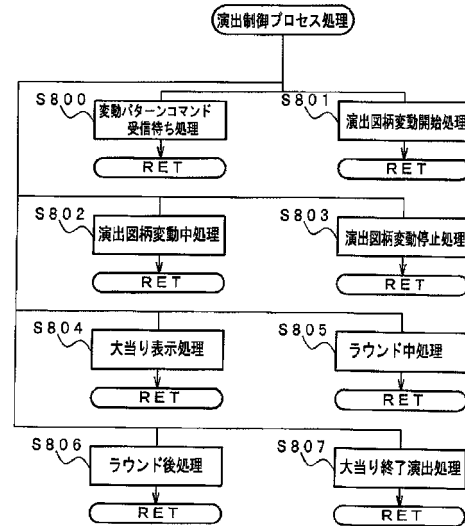 演出制御プロセス処理
S800
変動パターンコマンド
受信待ち処理
RET
S801
演出図柄変動開始処理
RET
S802
演出図柄変動中処理
RET
S803
演出図柄変動停止処理
RET
S804
大当り表示処理
RET
S805
ラウンド中処理
RET
S806
ラウンド後処理
RET
S807
大当り終了演出処理
RET